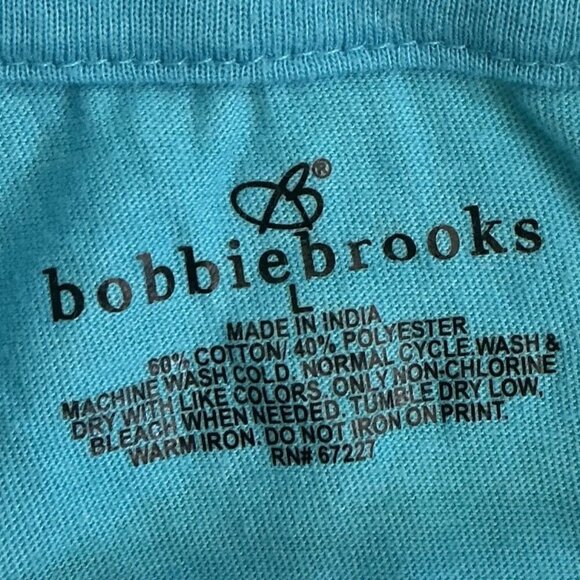 B®
bobbiebrooks
L
MADE IN INDIA
60% COTTON/ 40% POLYESTER
MACHINE WASH COLD. NORMAL CYCLE WASH &
DRY WITH LIKE COLORS. ONLY NON-CHLORINE
BLEACH WHEN NEEDED. TUMBLE DRY LOW,
WARM IRON. DO NOT IRON ON PRINT.
RN# 67227